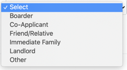 Select
Boarder
Co-Applicant
Friend/Relative
Immediate Family
Landlord
Other